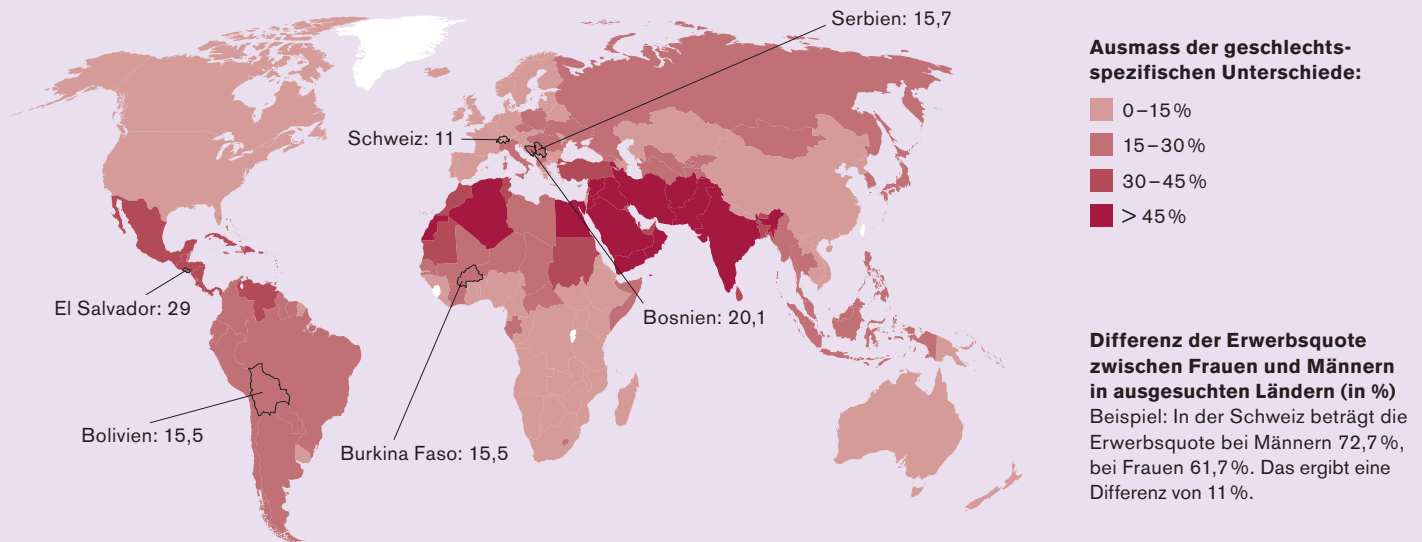 Serbien: 15,7
Schweiz: 11
El Salvador: 29
Bosnien: 20,1
Bolivien: 15,5
Burkina Faso: 15,5
Ausmass der geschlechts-
spezifischen Unterschiede:
0–15 %
15–30 %
30–45 %
> 45 %
Differenz der Erwerbsquote
zwischen Frauen und Männern
in ausgesuchten Ländern (in %)
Beispiel: In der Schweiz beträgt die
Erwerbsquote bei Männern 72,7 %,
bei Frauen 61,7 %. Das ergibt eine
Differenz von 11 %.